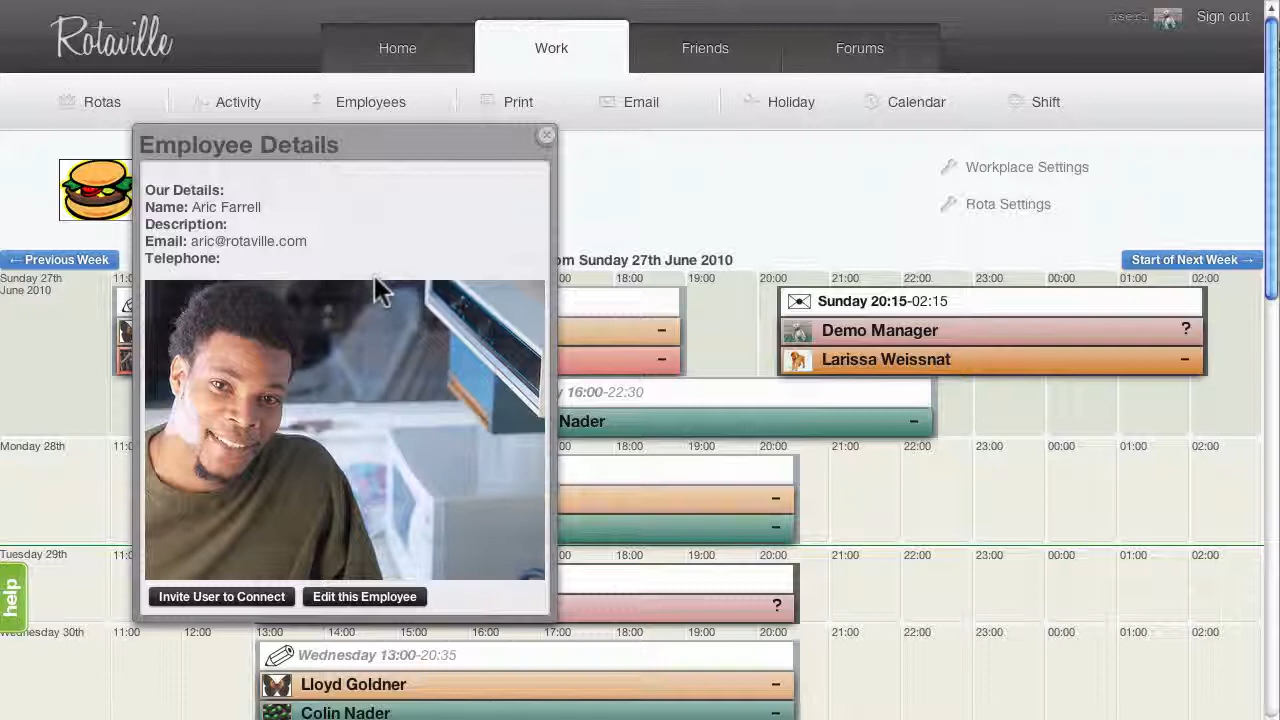 Rotaville
Home
Work
Friends
Forums
Sign out
Rotas
Activity
Employees
Print
Email
Holiday
Calendar
Shift
Employee Details
Our Details:
Name: Aric Farrell
Description:
Email: aric@rotaville.com
Telephone:
Invite User to Connect
Edit this Employee
Workplace Settings
Rota Settings
← Previous Week
om Sunday 27th June 2010
Start of Next Week →
Sunday 27th
June 2010
11:0
:00 18:00 19:00 20:00 21:00 22:00 23:00 00:00 01:00 02:00
–
–
Sunday 20:15-02:15
Demo Manager ?
Larissa Weissnat –
y 16:00-22:30
Nader –
Monday 28th
11:0
:00 18:00 19:00 20:00 21:00 22:00 23:00 00:00 01:00 02:00
–
–
Tuesday 29th
11:0
:00 18:00 19:00 20:00 21:00 22:00 23:00 00:00 01:00 02:00
?
help
Wednesday 30th
11:00 12:00 13:00 14:00 15:00 16:00 17:00 18:00 19:00 20:00 21:00 22:00 23:00 00:00 01:00 02:00
Wednesday 13:00-20:35
Lloyd Goldner –
Colin Nader –